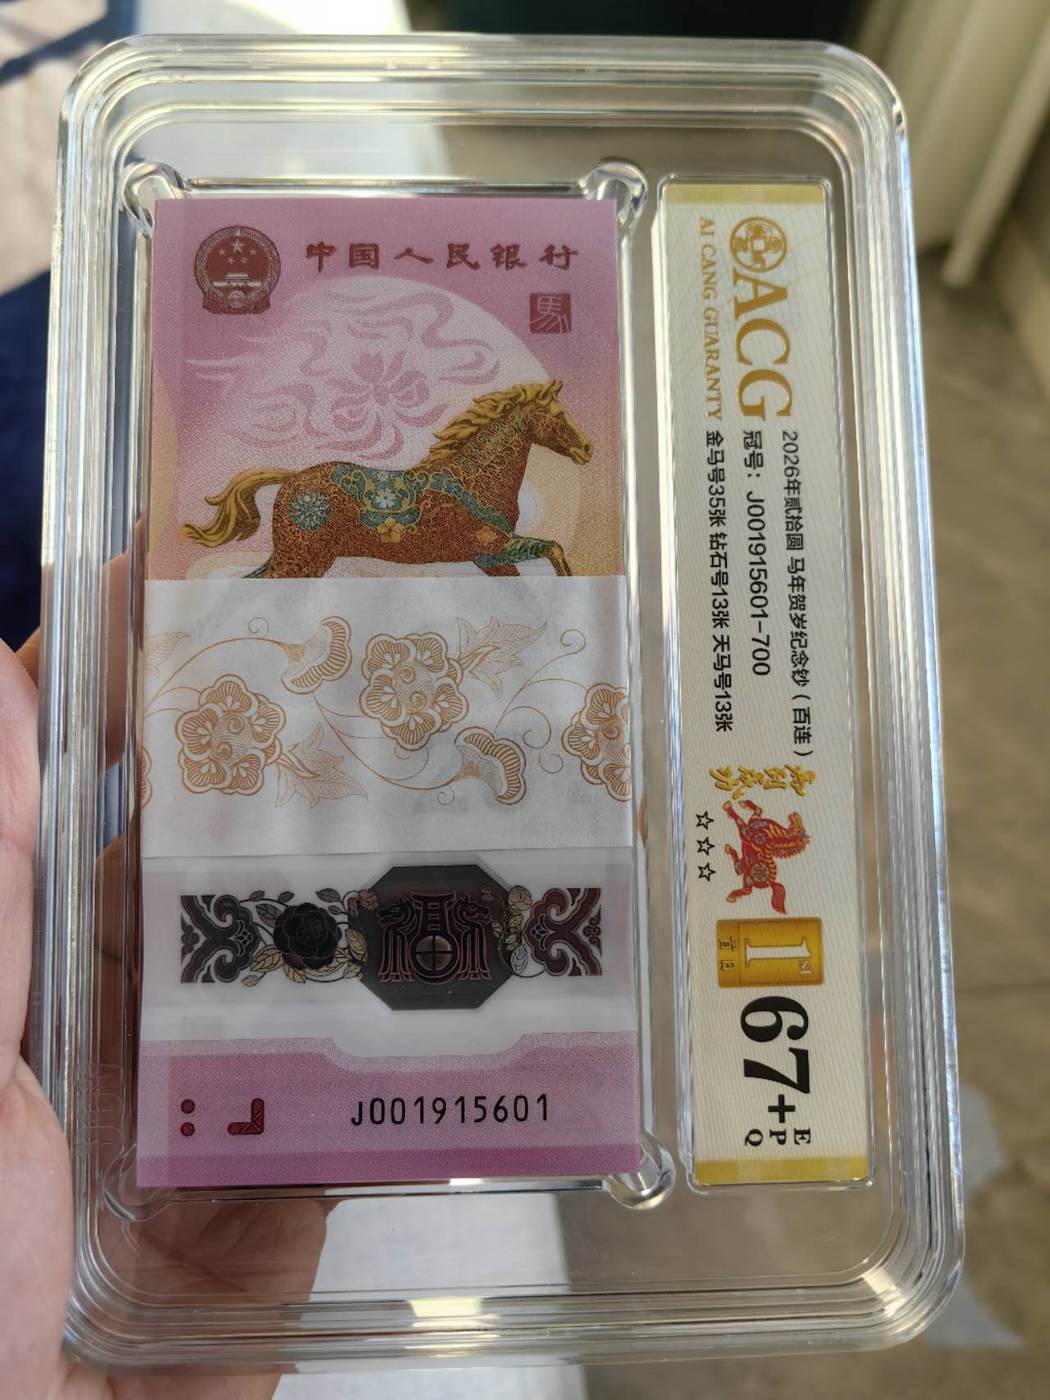 中国人民银行
馬
J001915601
ACG
AI CANG GUARANTY
2026年贰拾圆 马年贺岁纪念钞（百连）
冠号：J001915601-700
金马号35张 钻石号13张 天马号13张
☆☆☆
1
67+
EPQ